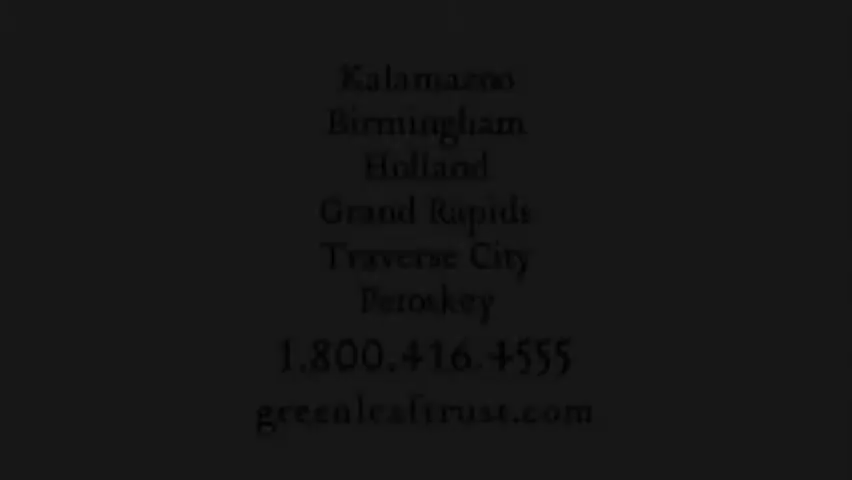 Kalamazoo
Birmingham
Holland
Grand Rapids
Traverse City
Petoskey
1.800.416.4555
greenleaftrust.com